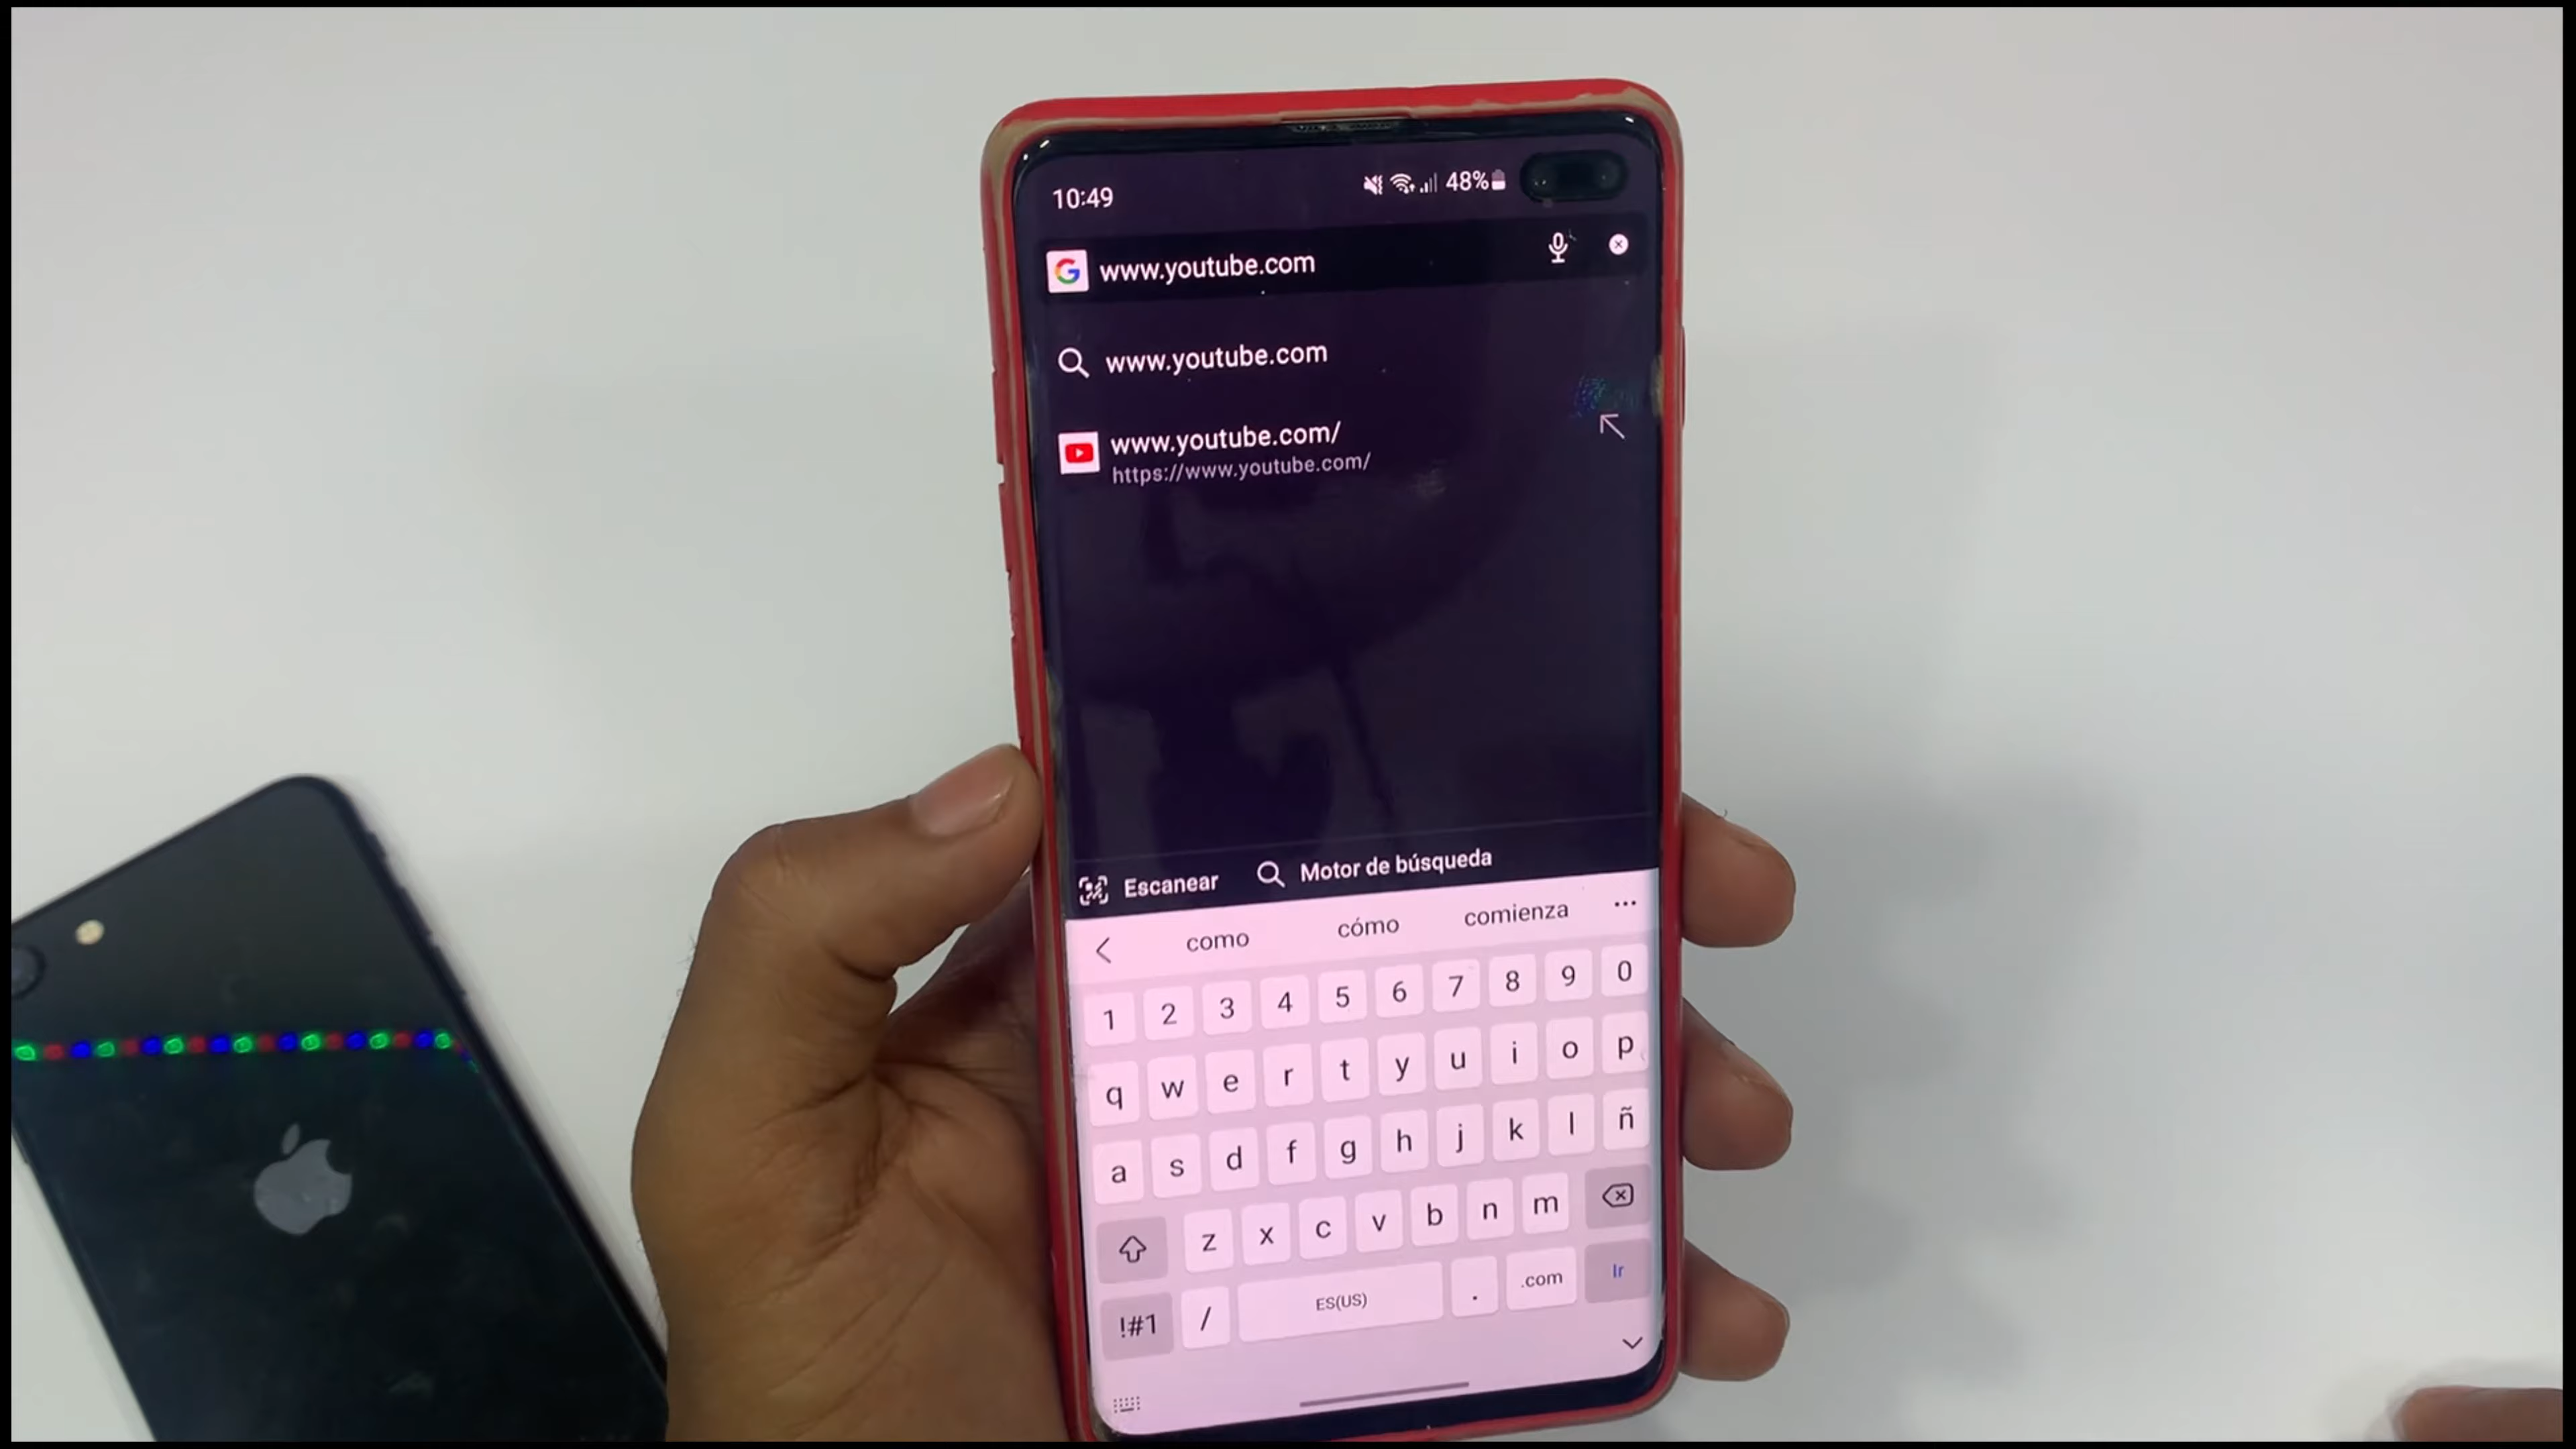 10:49 48%
www.youtube.com
www.youtube.com
www.youtube.com/
https://www.youtube.com/
Escanear Motor de búsqueda
como cómo comienza ...
1 2 3 4 5 6 7 8 9 0
q w e r t y u i o p
a s d f g h j k l ñ
z x c v b n m
!#1 / ES(US) . .com Ir